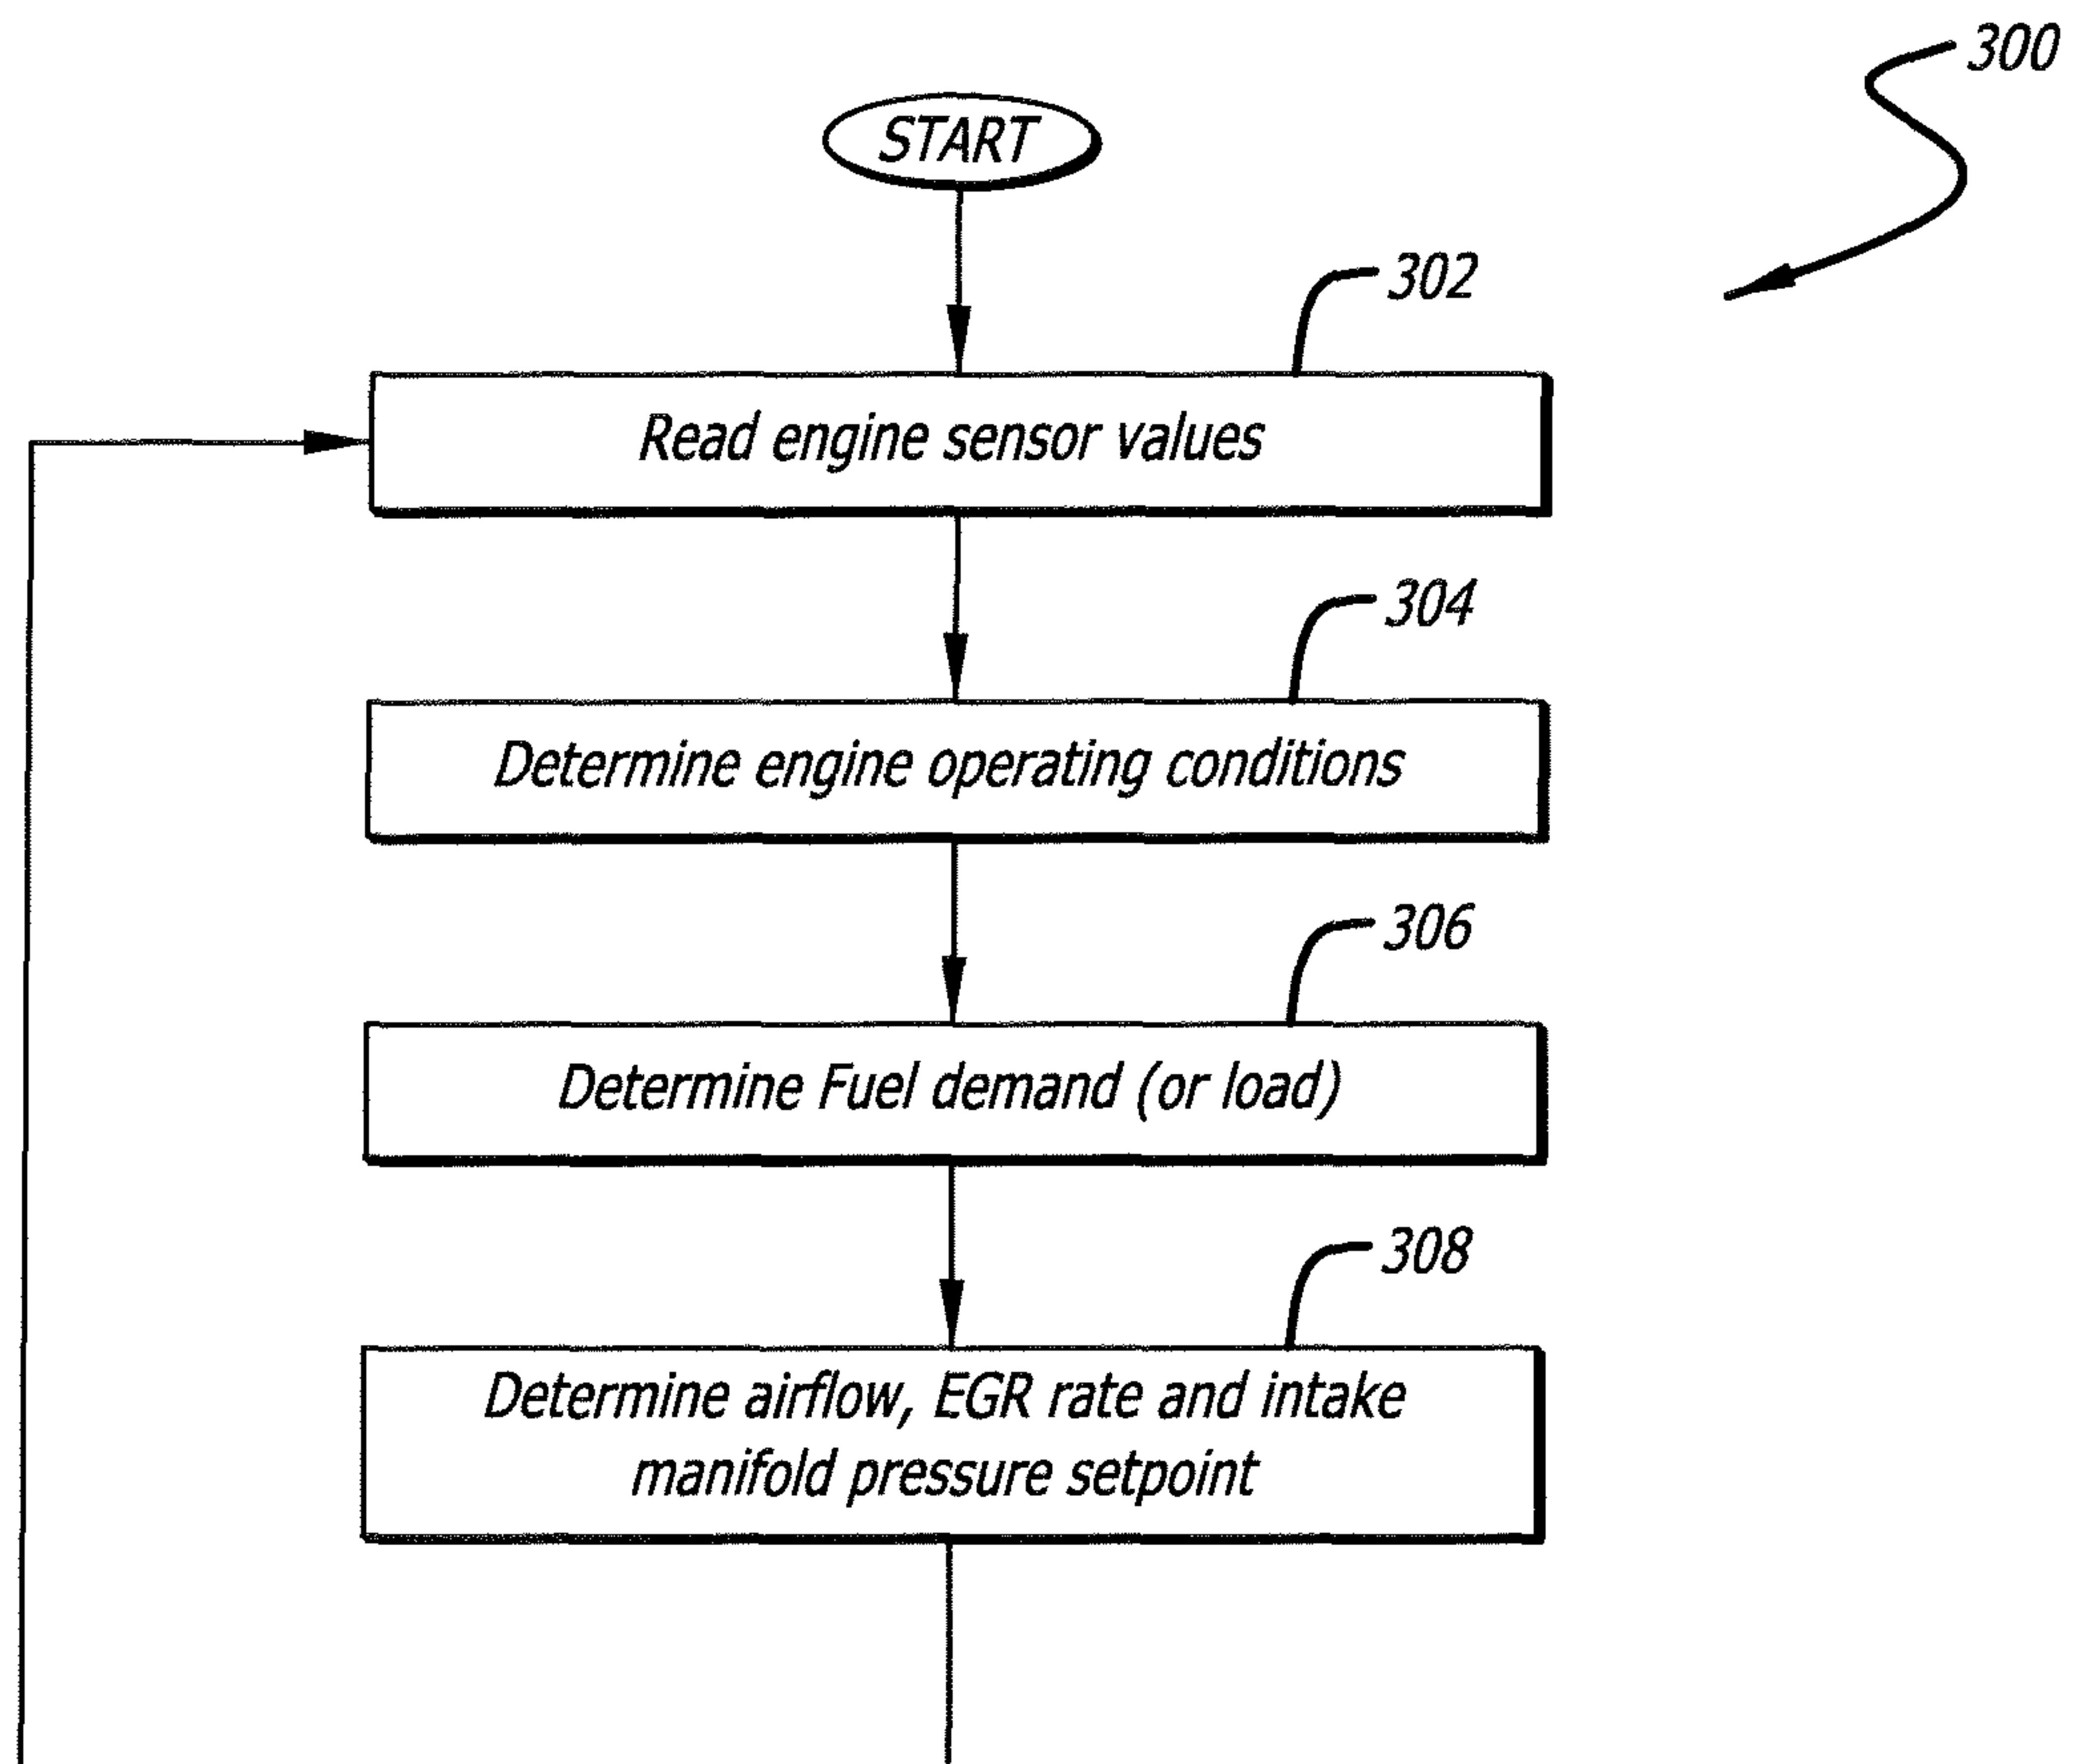 300
START
302
Read engine sensor values
304
Determine engine operating conditions
306
Determine Fuel demand (or load)
308
Determine airflow, EGR rate and intake
manifold pressure setpoint